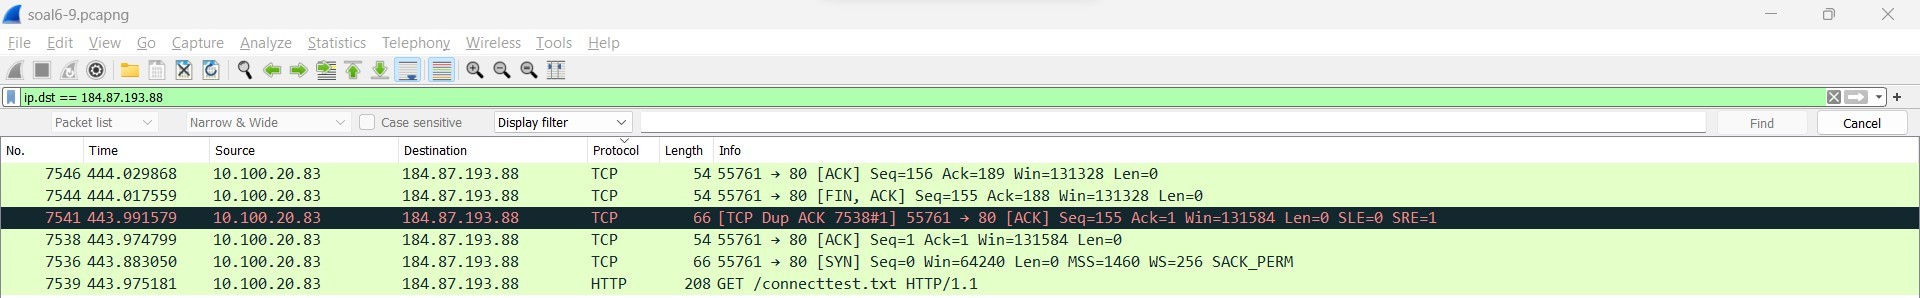 soal6-9.pcapng
File Edit View Go Capture Analyze Statistics Telephony Wireless Tools Help
ip.dst == 184.87.193.88
Packet list Narrow & Wide Case sensitive Display filter Find Cancel
No. Time Source Destination Protocol Length Info
7546 444.029868 10.100.20.83 184.87.193.88 TCP 54 55761 → 80 [ACK] Seq=156 Ack=189 Win=131328 Len=0
7544 444.017559 10.100.20.83 184.87.193.88 TCP 54 55761 → 80 [FIN, ACK] Seq=155 Ack=188 Win=131328 Len=0
7541 443.991579 10.100.20.83 184.87.193.88 TCP 66 [TCP Dup ACK 7538#1] 55761 → 80 [ACK] Seq=155 Ack=1 Win=131584 Len=0 SLE=0 SRE=1
7538 443.974799 10.100.20.83 184.87.193.88 TCP 54 55761 → 80 [ACK] Seq=1 Ack=1 Win=131584 Len=0
7536 443.883050 10.100.20.83 184.87.193.88 TCP 66 55761 → 80 [SYN] Seq=0 Win=64240 Len=0 MSS=1460 WS=256 SACK_PERM
7539 443.975181 10.100.20.83 184.87.193.88 HTTP 208 GET /connecttest.txt HTTP/1.1